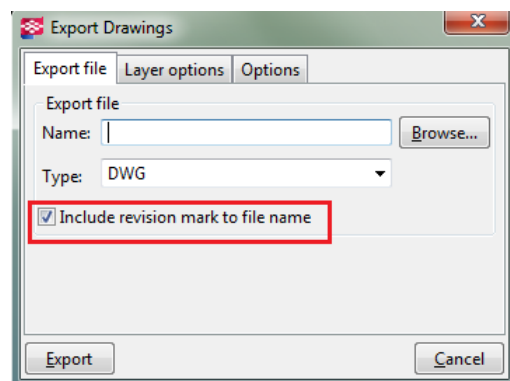 Export Drawings
Export file Layer options Options
Export file
Name: Browse...
Type: DWG
Include revision mark to file name
Export Cancel